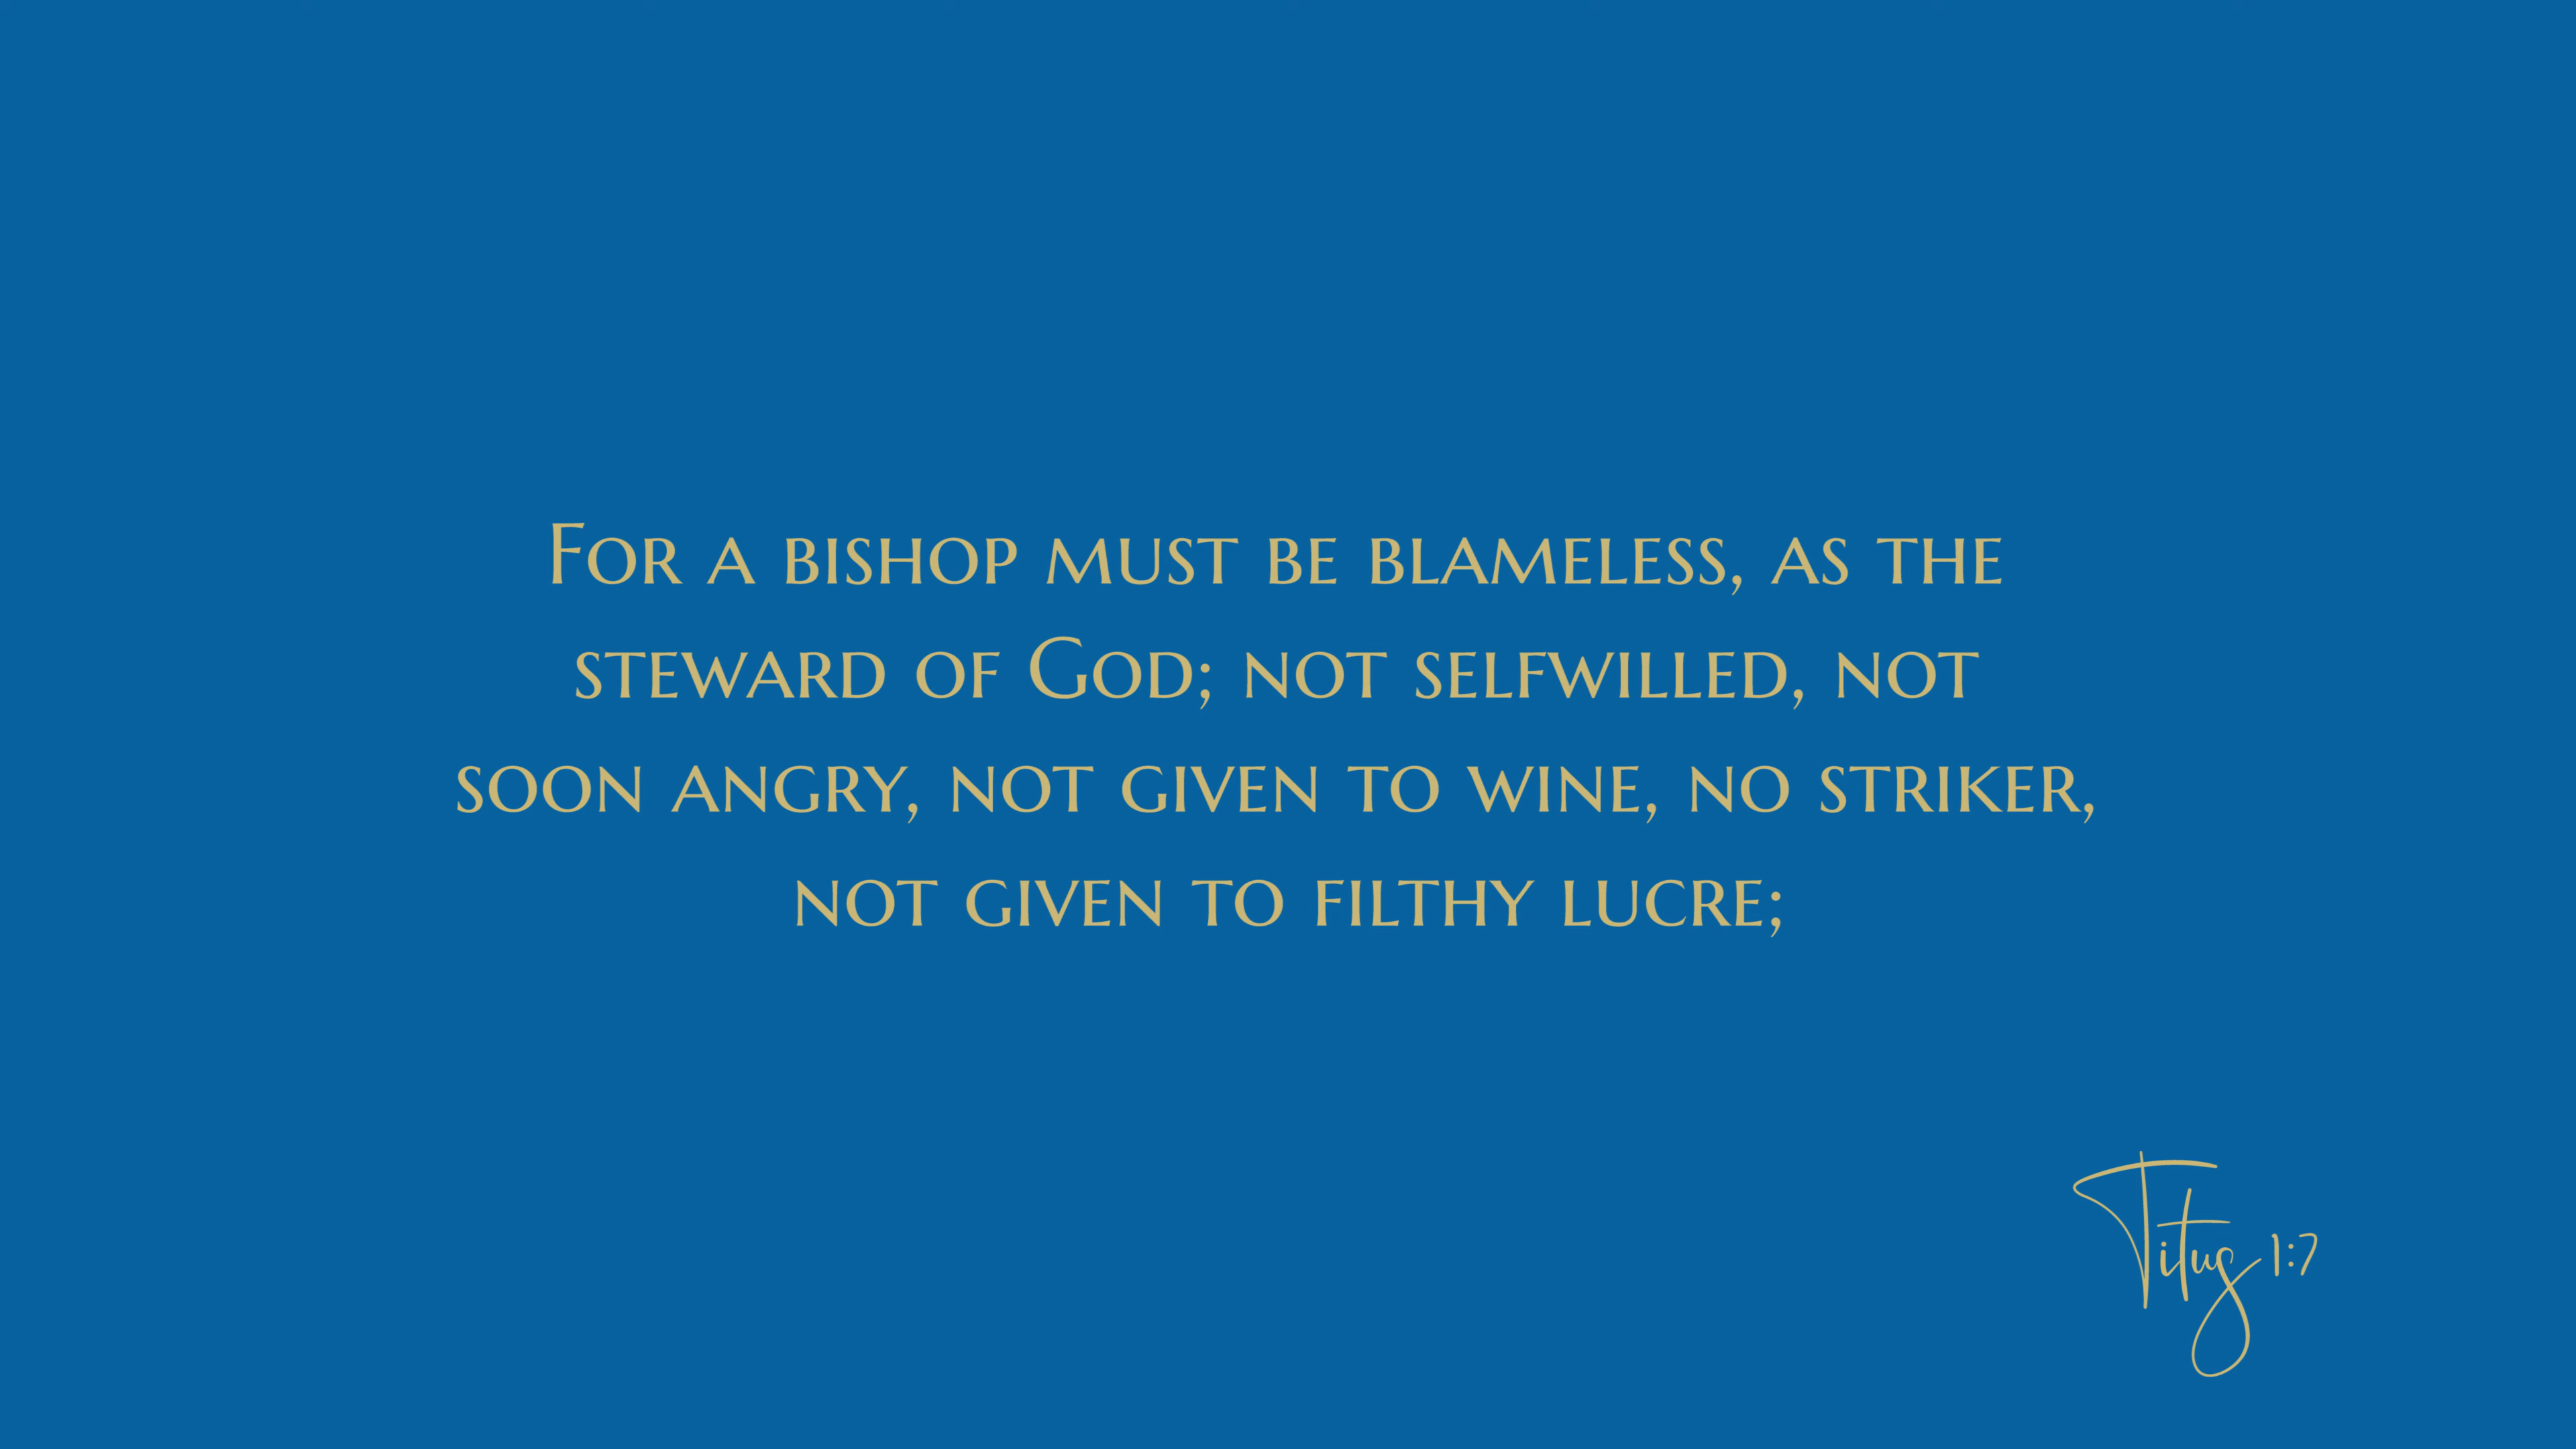 For a bishop must be blameless, as the
steward of God; not selfwilled, not
soon angry, not given to wine, no striker,
not given to filthy lucre;
Titus 1:7